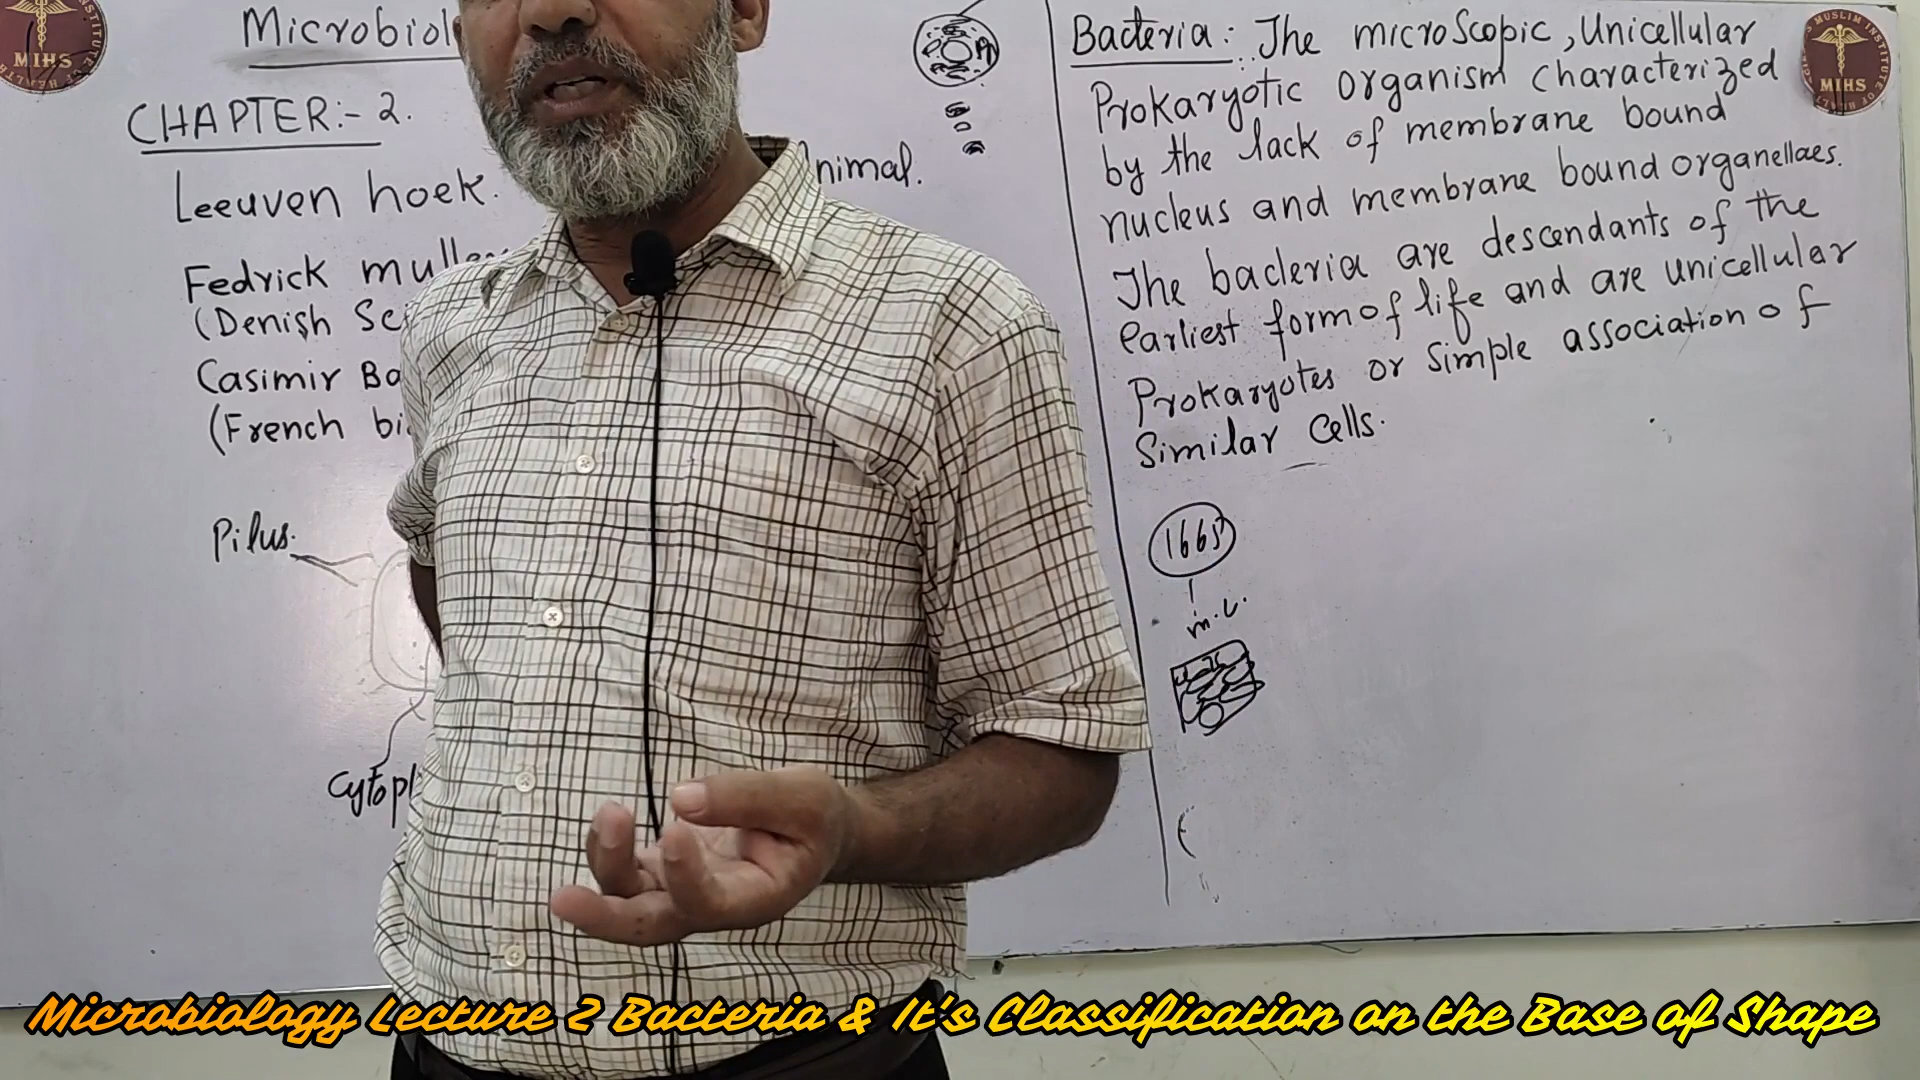 MIHS
Microbiol
CHAPTER:- 2.
Leeuven hoek.
nimal.
Fedrick mulle
(Denish Sc
Casimir Ba
(French bi
Pilus.
Cytopl
Bacteria: The microscopic, Unicellular
Prokaryotic organism characterized
by the lack of membrane bound
nucleus and membrane bound organellaes.
The bacteria are descendants of the
earliest form of life and are unicellular
Prokaryotes or simple association of
Similar cells.
1665
MUSLIM INSTITUTE OF
MIHS
Microbiology Lecture 2 Bacteria & It's Classification on the Base of Shape